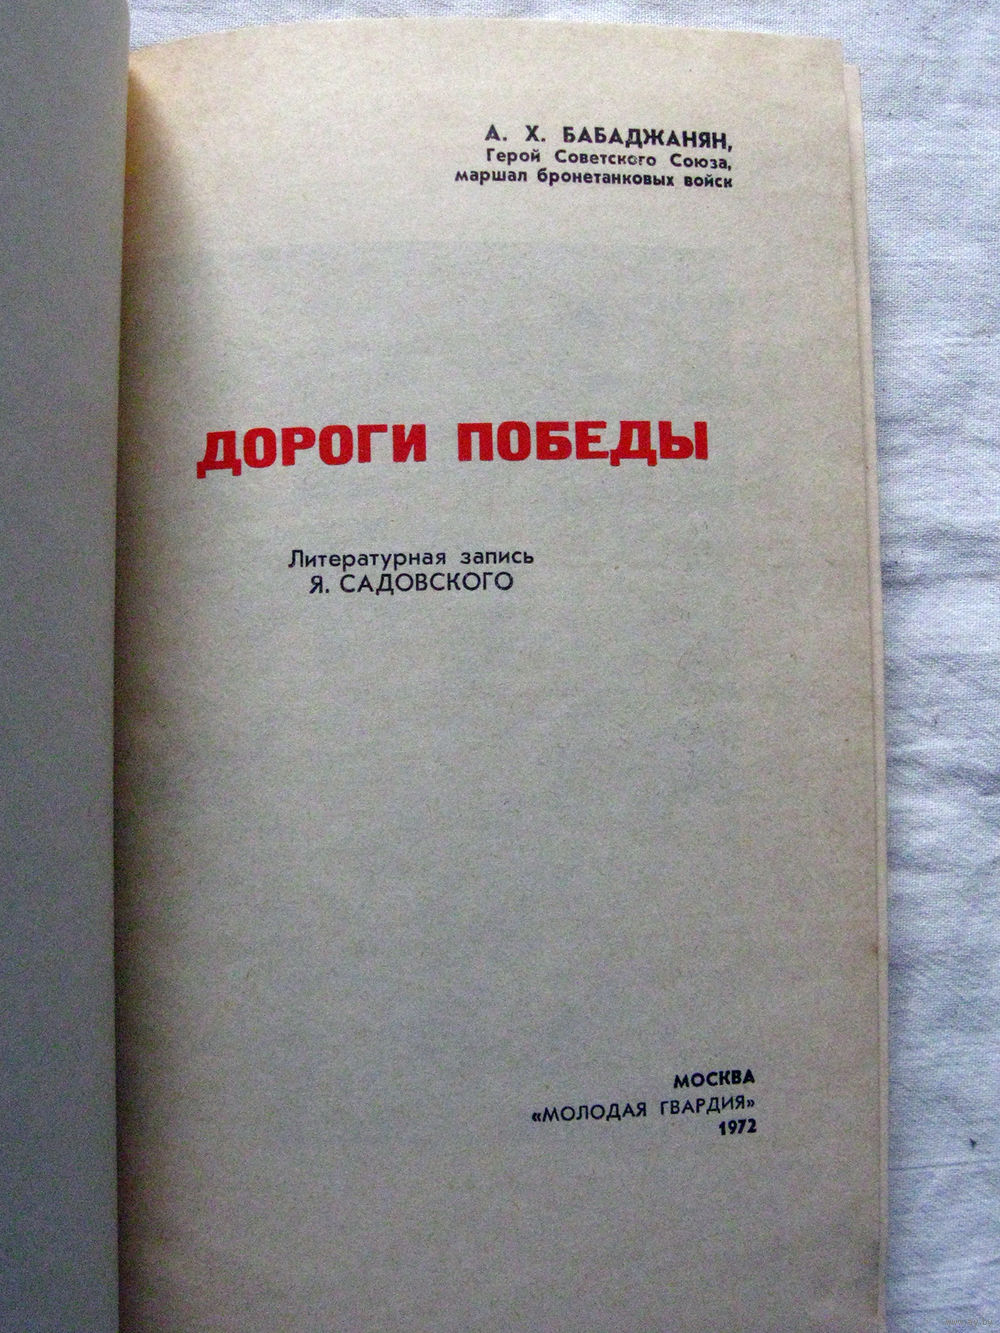 А. Х. БАБАДЖАНЯН,
Герой Советского Союза,
маршал бронетанковых войск
ДОРОГИ ПОБЕДЫ
Литературная запись
Я. САДОВСКОГО
МОСКВА
«МОЛОДАЯ ГВАРДИЯ»
1972